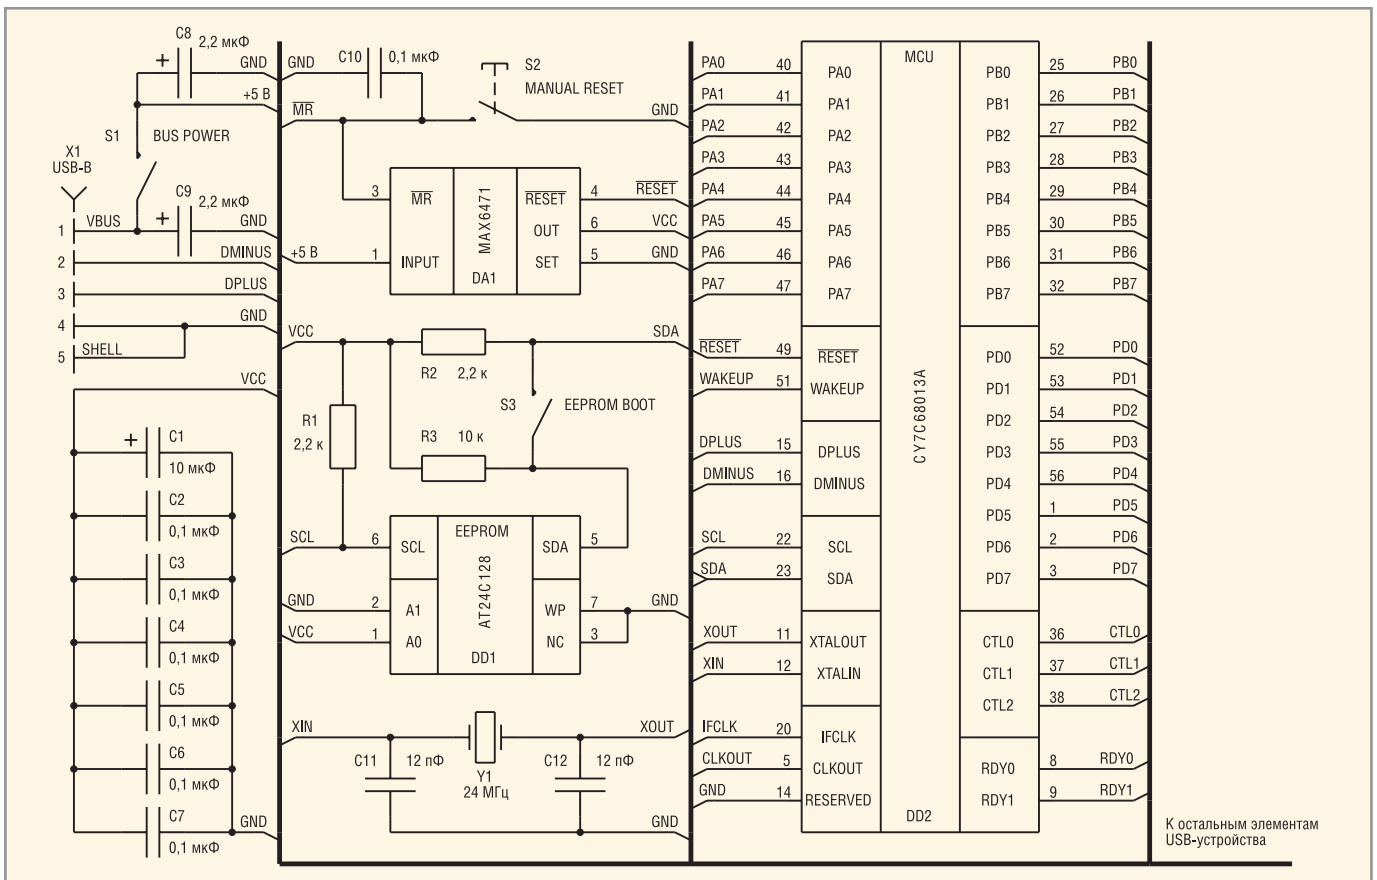 C8
2,2 мкФ
+
GND
+5 В
S1
BUS POWER
X1
USB-B
C9
2,2 мкФ
+
1
VBUS
GND
2
DMINUS
3
DPLUS
4
GND
5
SHELL
VCC
+
C1
10 мкФ
C2
0,1 мкФ
C3
0,1 мкФ
C4
0,1 мкФ
C5
0,1 мкФ
C6
0,1 мкФ
C7
0,1 мкФ
GND
GND
C10
0,1 мкФ
S2
MANUAL RESET
MR
GND
3
MR
MAX6471
RESET
4
RESET
OUT
6
VCC
+5 В
1
INPUT
DA1
SET
5
GND
VCC
SDA
R2
2,2 к
R1
2,2 к
S3
EEPROM BOOT
R3
10 к
SCL
6
SCL
EEPROM
SDA
5
AT24C128
GND
2
A1
WP
7
GND
VCC
1
A0
DD1
NC
3
XIN
XOUT
C11
12 пФ
Y1
24 МГц
C12
12 пФ
GND
MCU
CY7C68013A
DD2
PA0 40 PA0
PA1 41 PA1
PA2 42 PA2
PA3 43 PA3
PA4 44 PA4
PA5 45 PA5
PA6 46 PA6
PA7 47 PA7
RESET 49 RESET
WAKEUP 51 WAKEUP
DPLUS 15 DPLUS
DMINUS 16 DMINUS
SCL 22 SCL
SDA 23 SDA
XOUT 11 XTALOUT
XIN 12 XTALIN
IFCLK 20 IFCLK
CLKOUT 5 CLKOUT
GND 14 RESERVED
PB0 25 PB0
PB1 26 PB1
PB2 27 PB2
PB3 28 PB3
PB4 29 PB4
PB5 30 PB5
PB6 31 PB6
PB7 32 PB7
PD0 52 PD0
PD1 53 PD1
PD2 54 PD2
PD3 55 PD3
PD4 56 PD4
PD5 1 PD5
PD6 2 PD6
PD7 3 PD7
CTL0 36 CTL0
CTL1 37 CTL1
CTL2 38 CTL2
RDY0 8 RDY0
RDY1 9 RDY1
К остальным элементам
USB-устройства